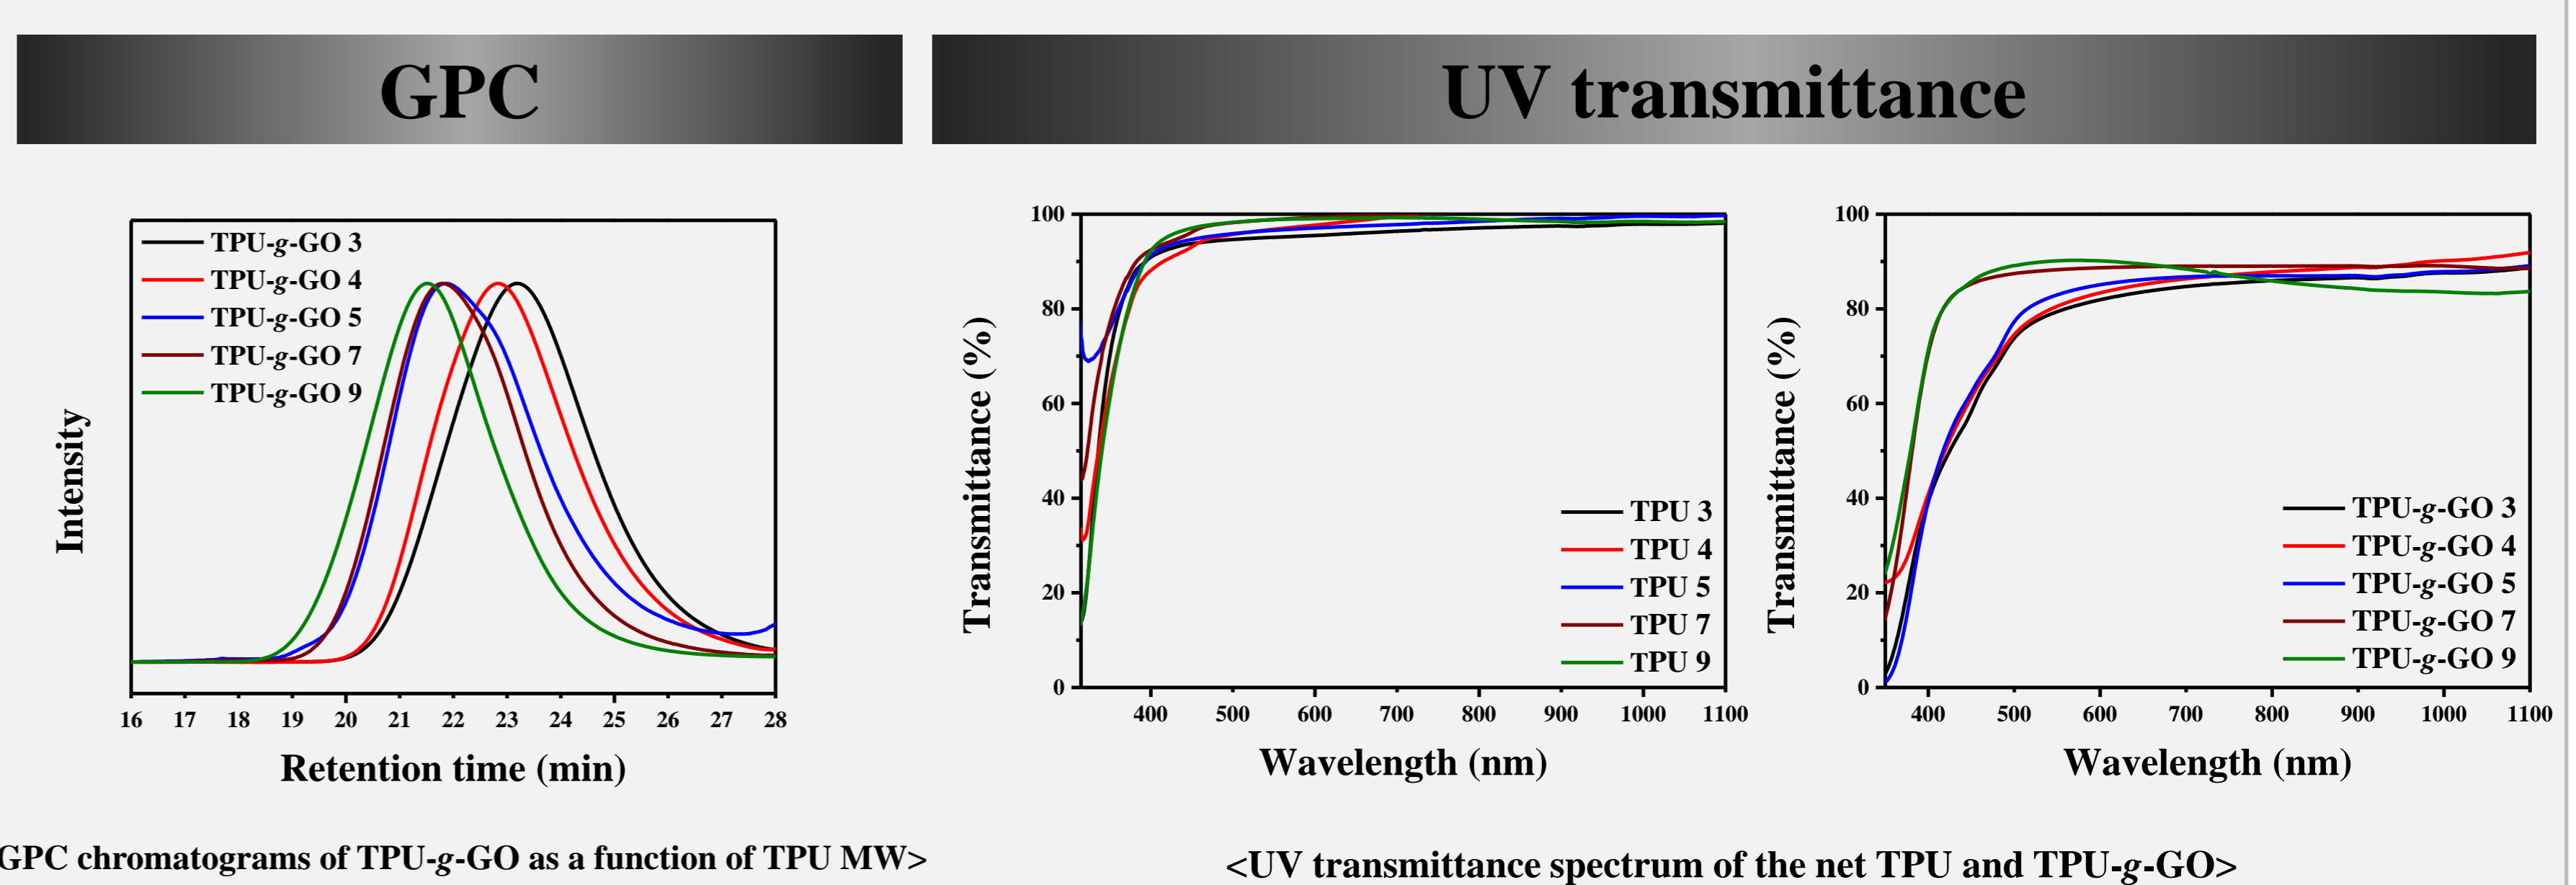 GPC
UV transmittance
TPU-g-GO 3
TPU-g-GO 4
TPU-g-GO 5
TPU-g-GO 7
TPU-g-GO 9
Intensity
16 17 18 19 20 21 22 23 24 25 26 27 28
Retention time (min)
GPC chromatograms of TPU-g-GO as a function of TPU MW>
100
80
60
40
20
0
Transmittance (%)
TPU 3
TPU 4
TPU 5
TPU 7
TPU 9
400 500 600 700 800 900 1000 1100
Wavelength (nm)
100
80
60
40
20
0
Transmittance (%)
TPU-g-GO 3
TPU-g-GO 4
TPU-g-GO 5
TPU-g-GO 7
TPU-g-GO 9
400 500 600 700 800 900 1000 1100
Wavelength (nm)
<UV transmittance spectrum of the net TPU and TPU-g-GO>